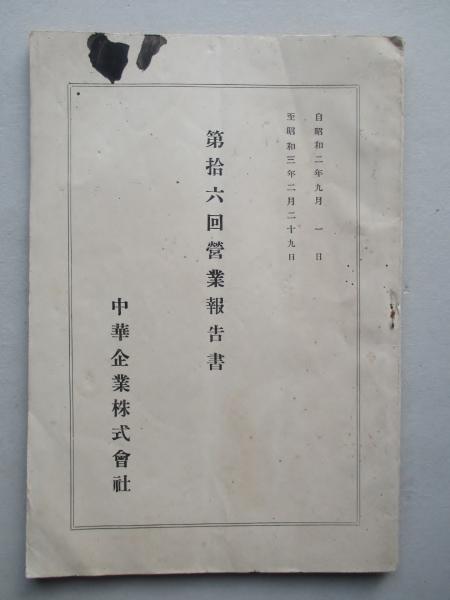 自昭和二年九月一日
至昭和三年二月二十九日
第拾六回營業報告書
中華企業株式會社